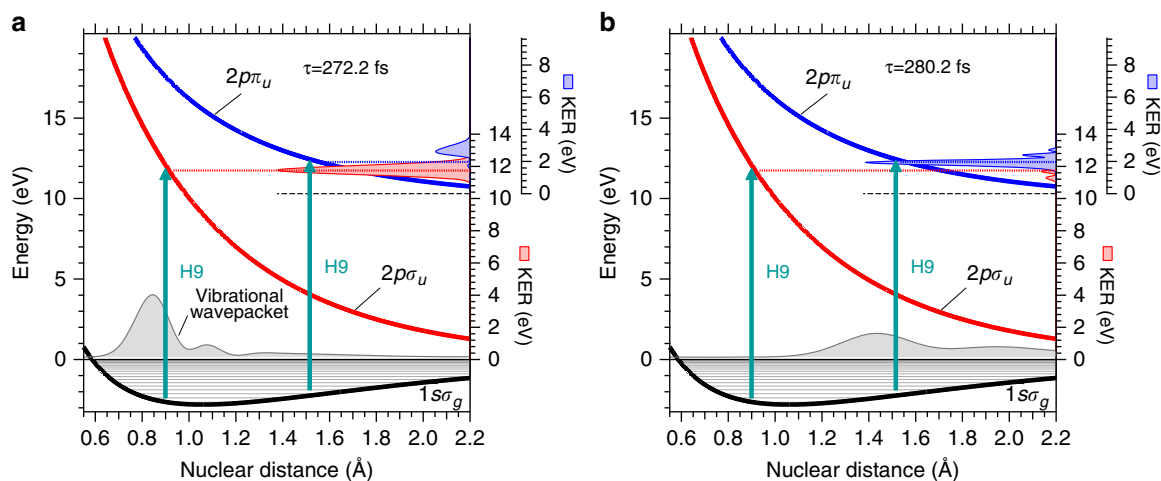 a
τ=272.2 fs
2pπu
H9
H9
2pσu
Vibrational
wavepacket
1sσg
Energy (eV)
15
10
5
0
0.6 0.8 1.0 1.2 1.4 1.6 1.8 2.0 2.2
Nuclear distance (Å)
8
6
4
2
0
KER
(eV)
14
12
10
8
6
4
2
0
KER
(eV)
b
τ=280.2 fs
2pπu
H9
H9
2pσu
1sσg
Energy (eV)
15
10
5
0
0.6 0.8 1.0 1.2 1.4 1.6 1.8 2.0 2.2
Nuclear distance (Å)
8
6
4
2
0
KER
(eV)
14
12
10
8
6
4
2
0
KER
(eV)